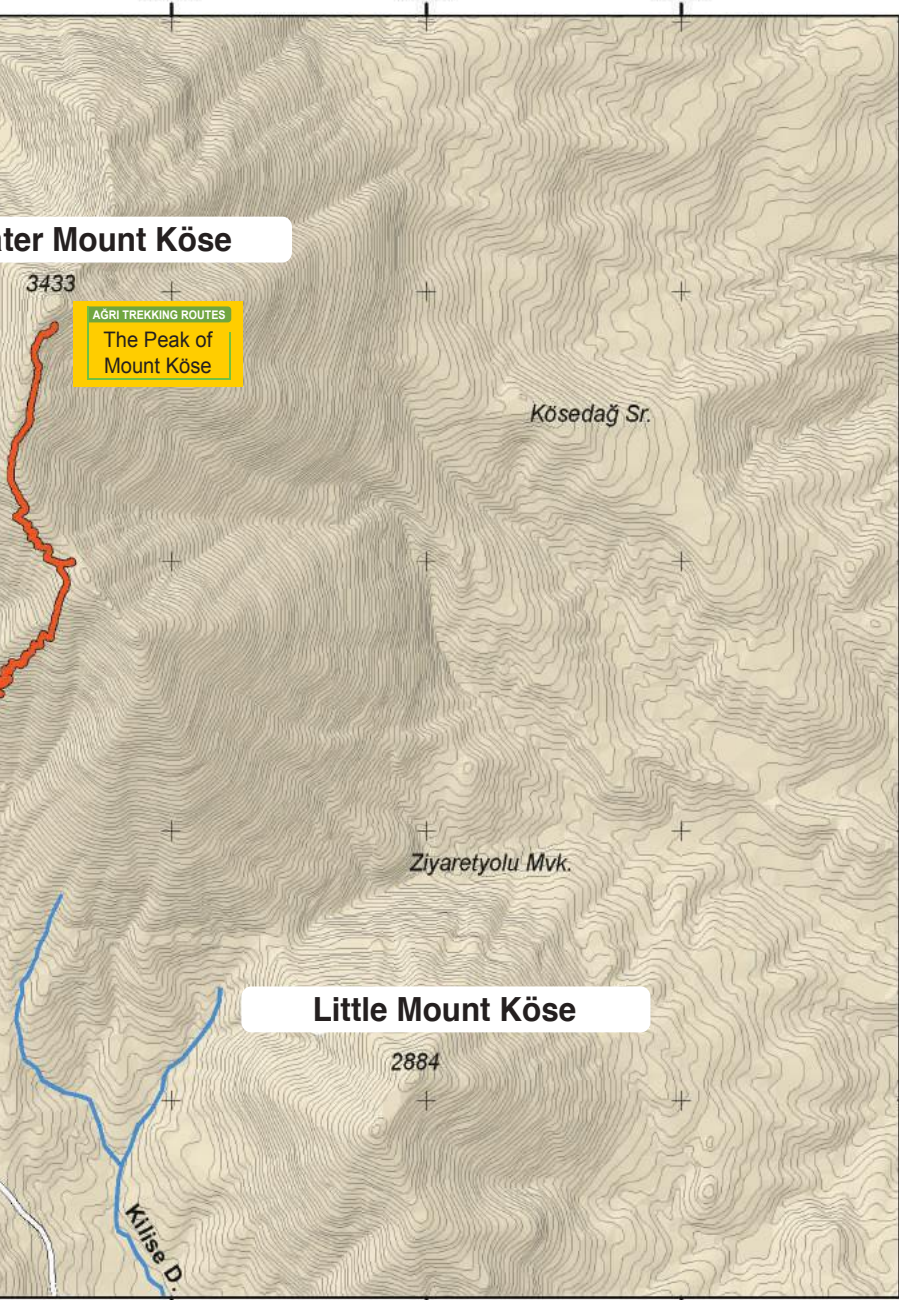 ater Mount Köse
3433
AĞRI TREKKING ROUTES
The Peak of
Mount Köse
Kösedağ Sr.
Ziyaretyolu Mvk.
Little Mount Köse
2884
Kilise D.